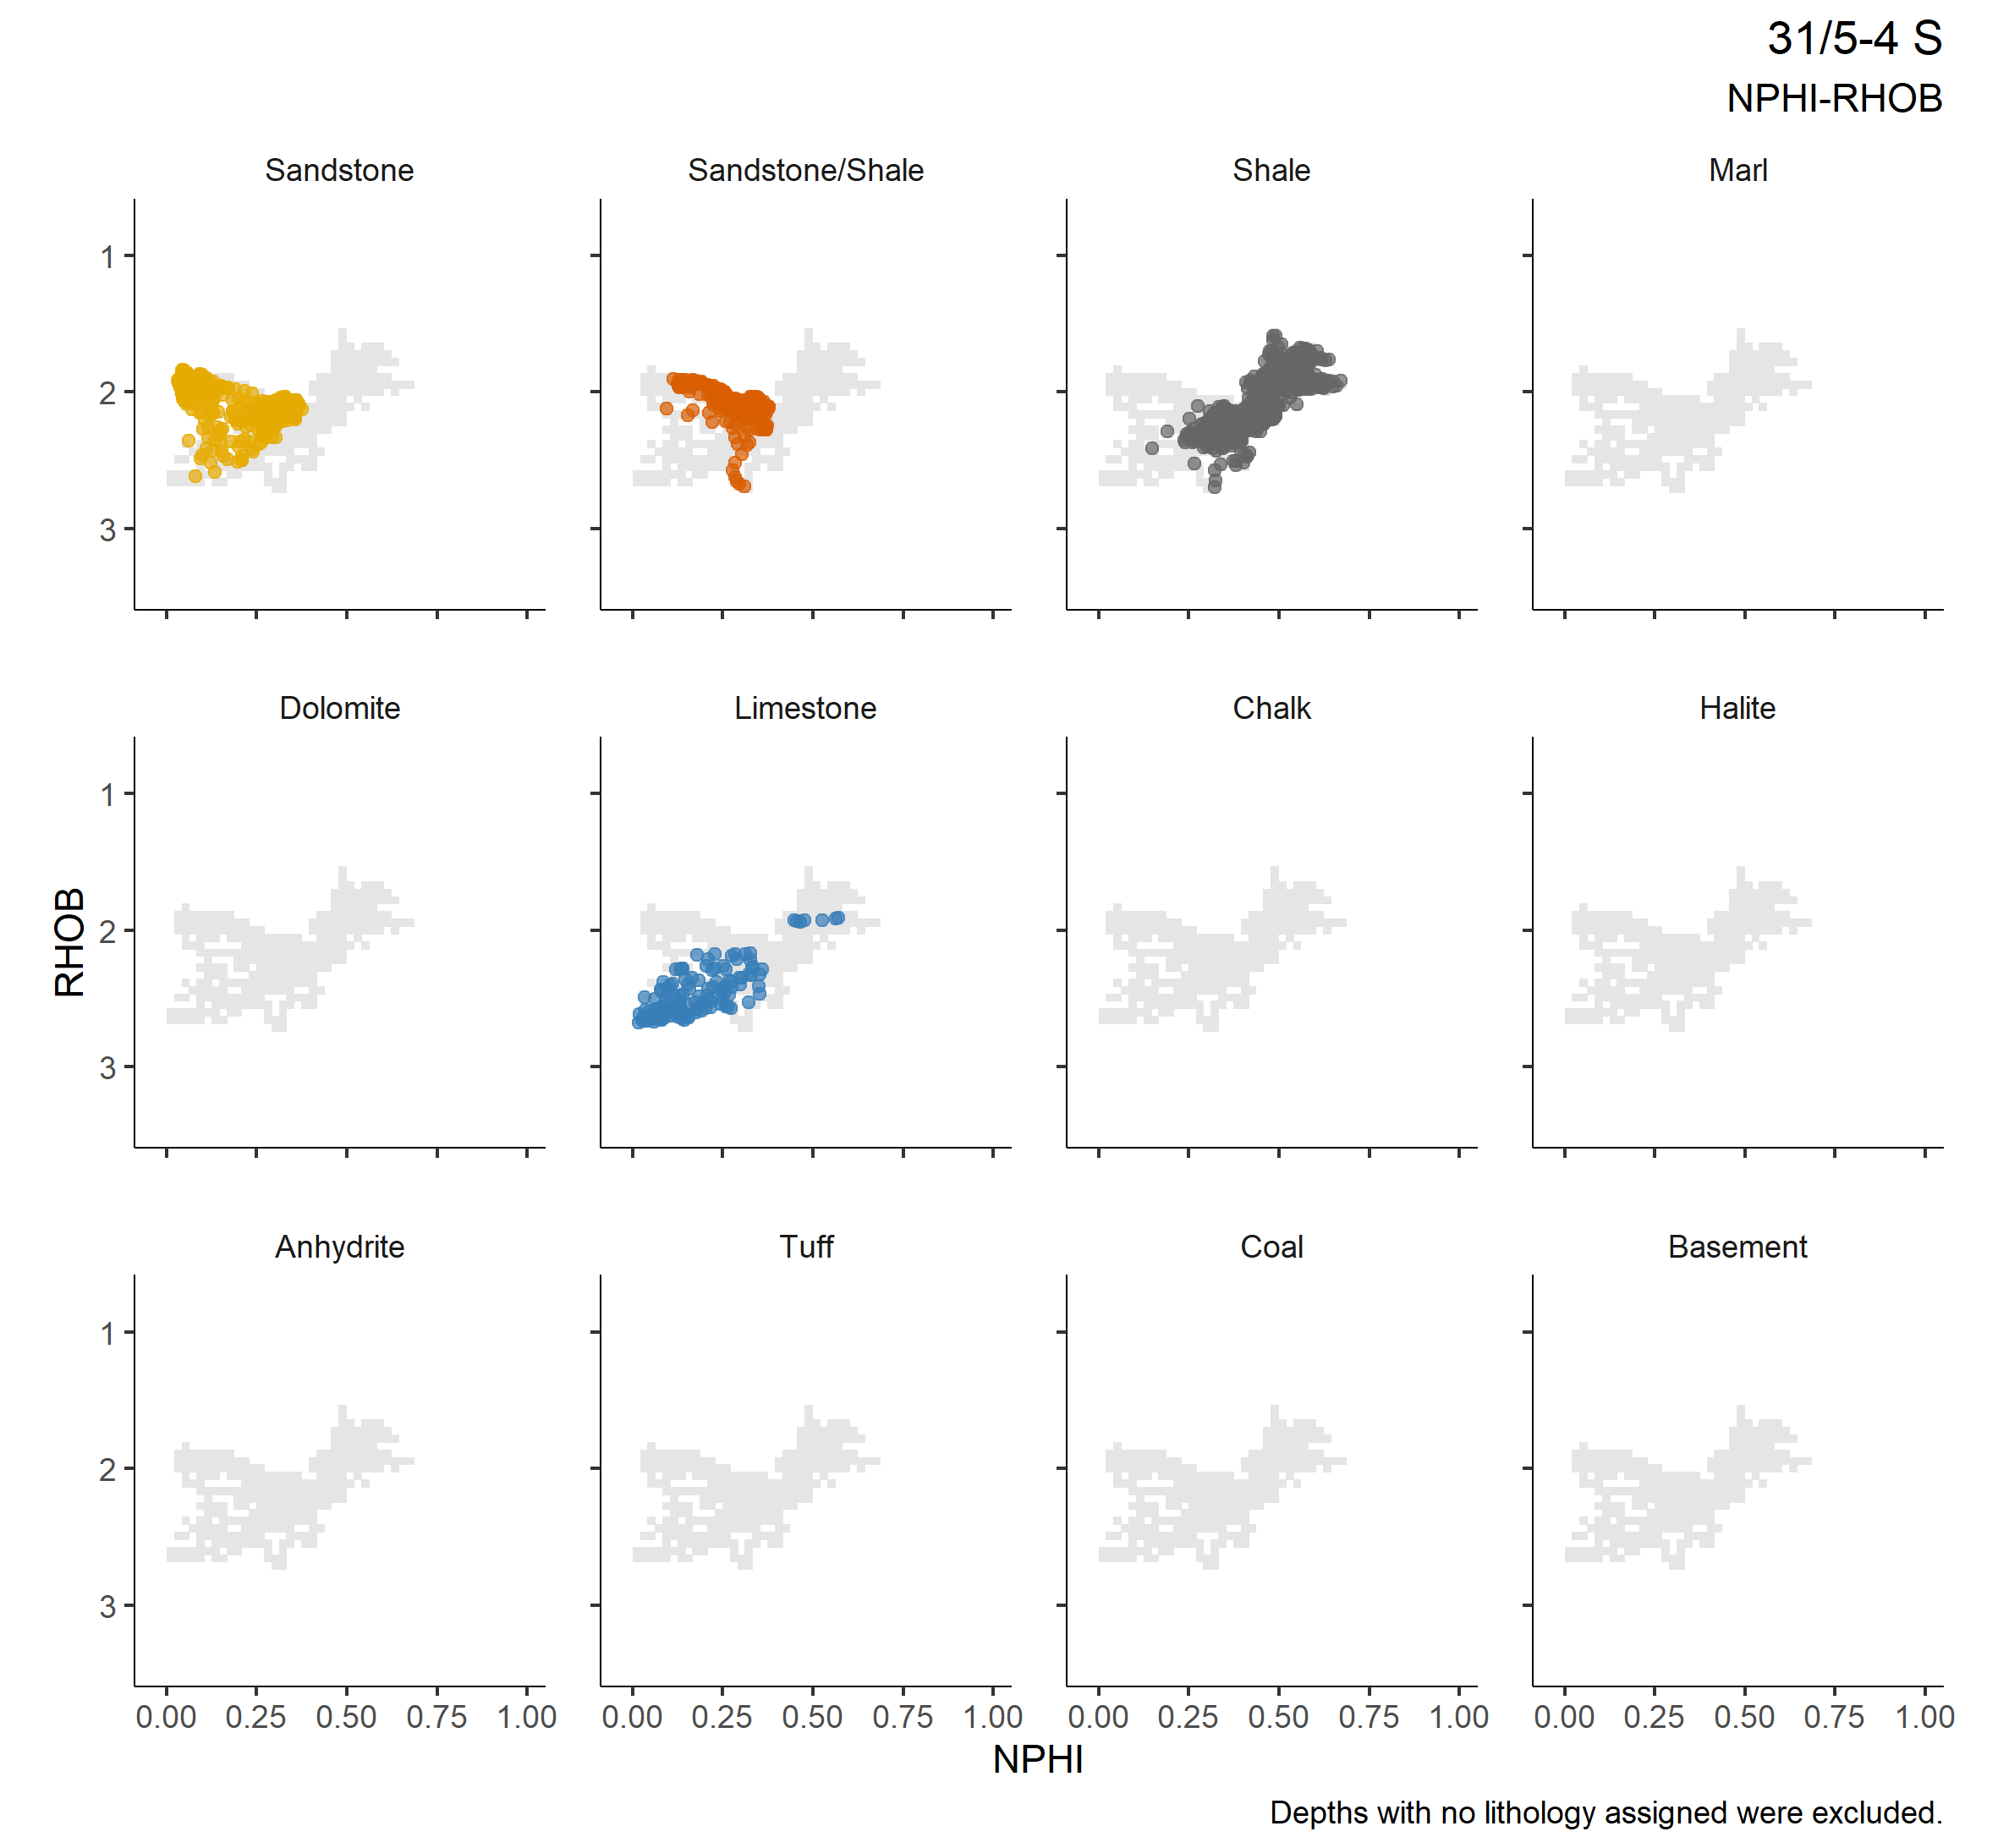 31/5-4 S
NPHI-RHOB
Sandstone Sandstone/Shale Shale Marl
1
2
3
Dolomite Limestone Chalk Halite
1
2
3
RHOB
Anhydrite Tuff Coal Basement
1
2
3
0.00 0.25 0.50 0.75 1.00 0.00 0.25 0.50 0.75 1.00 0.00 0.25 0.50 0.75 1.00 0.00 0.25 0.50 0.75 1.00
NPHI
Depths with no lithology assigned were excluded.